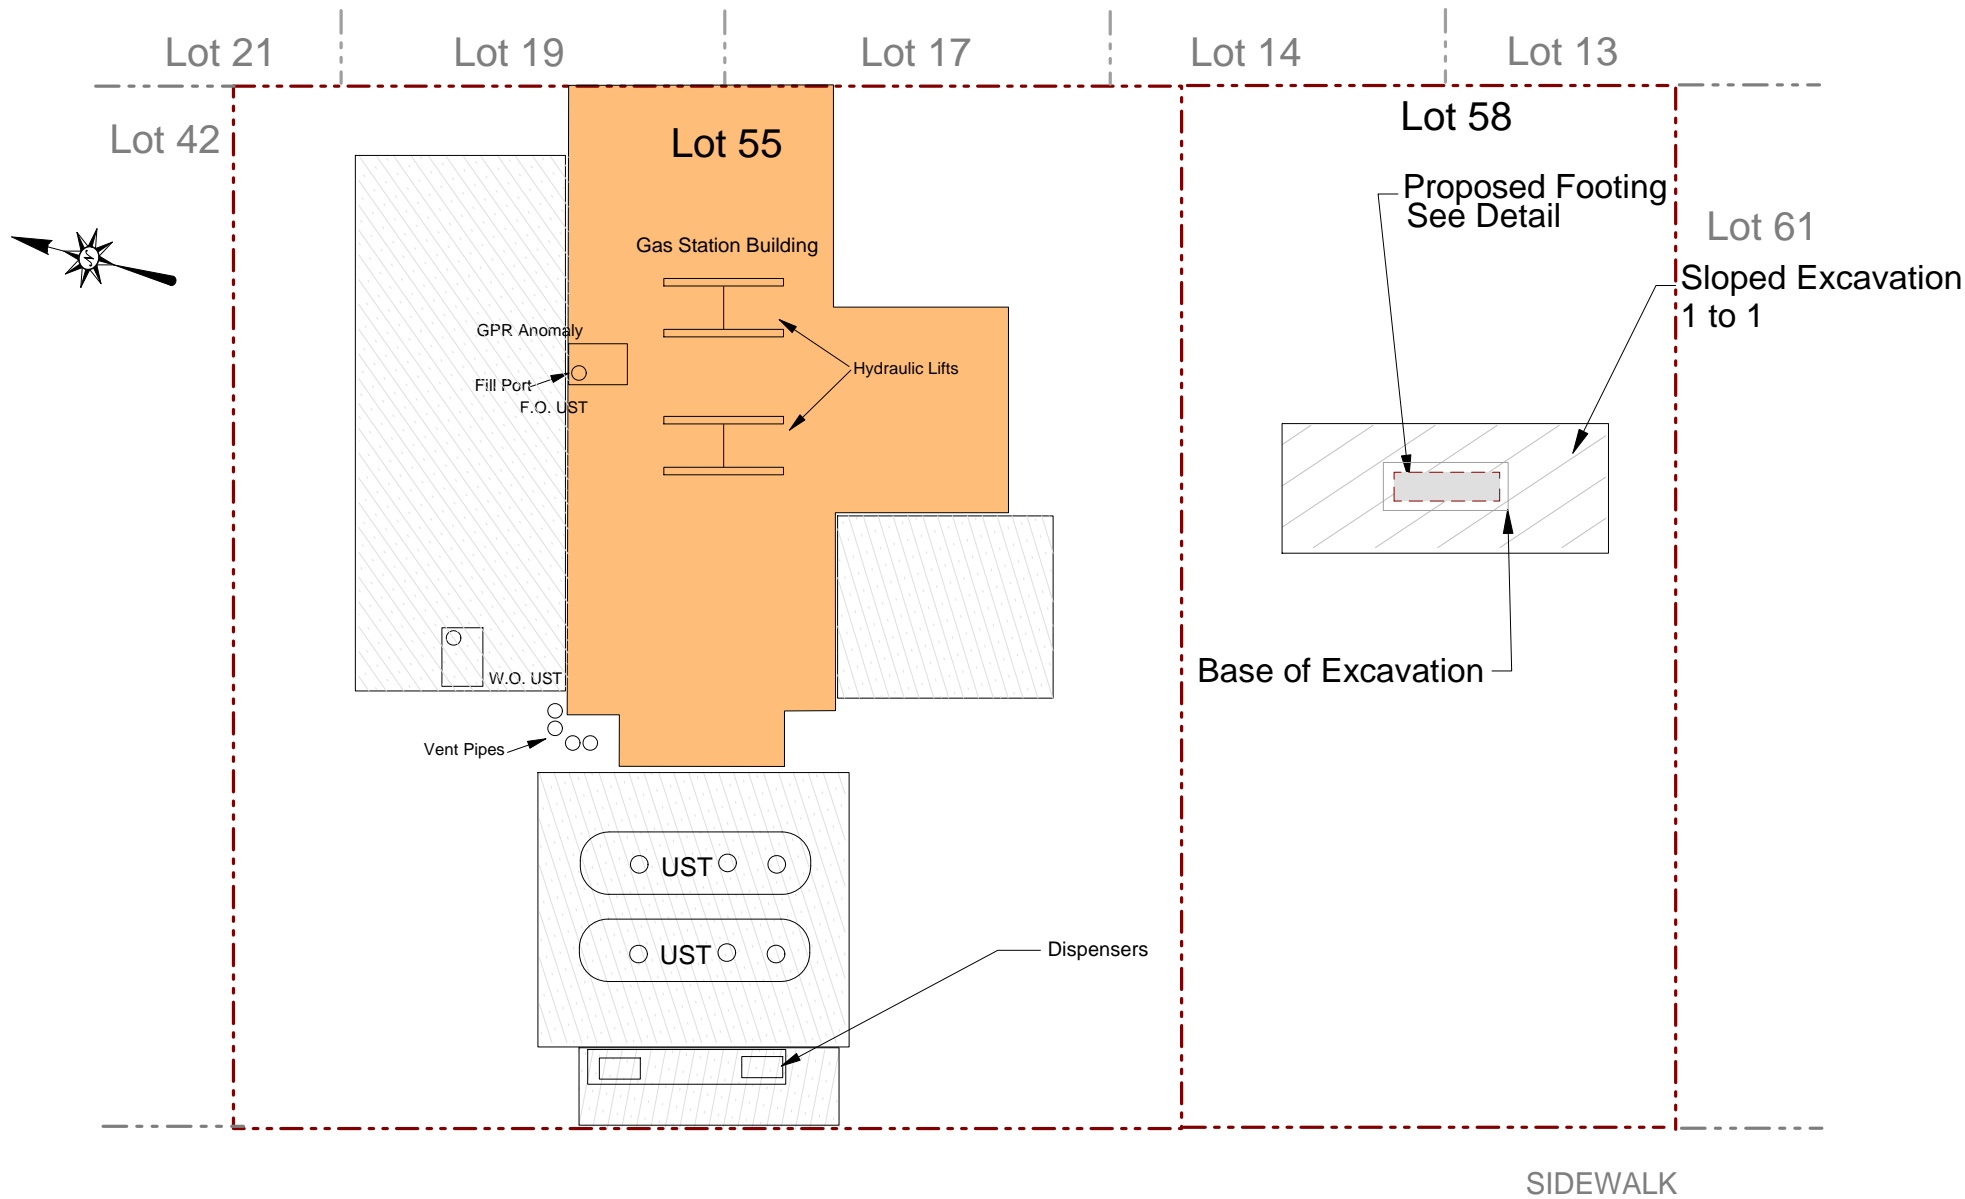 Lot 21
Lot 19
Lot 17
Lot 14
Lot 13
Lot 42
Lot 55
Lot 58
Proposed Footing
See Detail
Lot 61
Gas Station Building
Sloped Excavation
1 to 1
GPR Anomaly
Hydraulic Lifts
Fill Port
F.O. UST
Base of Excavation
W.O. UST
Vent Pipes
UST
UST
Dispensers
SIDEWALK